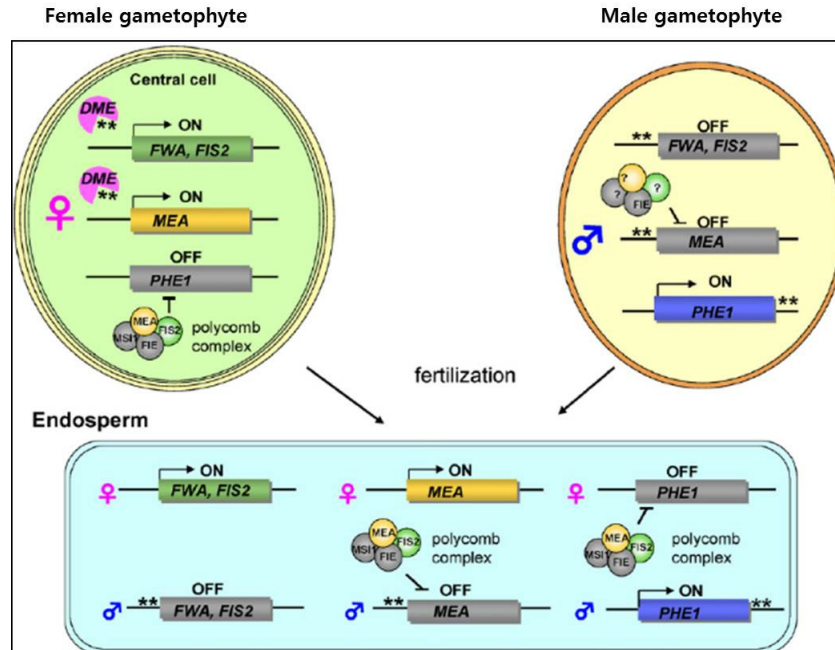 Female gametophyte
Male gametophyte
Central cell
DME
**
ON
FWA, FIS2
DME
**
ON
♀
MEA
OFF
PHE1
MEA
MSI1
FIS2
FIE
polycomb
complex
OFF
**
FWA, FIS2
?
?
?
FIE
OFF
♂
**
MEA
ON
PHE1
**
fertilization
Endosperm
♀
ON
FWA, FIS2
♀
ON
MEA
♀
OFF
PHE1
MEA
MSI1
FIS2
FIE
polycomb
complex
MEA
MSI1
FIS2
FIE
polycomb
complex
♂
**
OFF
FWA, FIS2
♂
**
OFF
MEA
♂
ON
PHE1
**